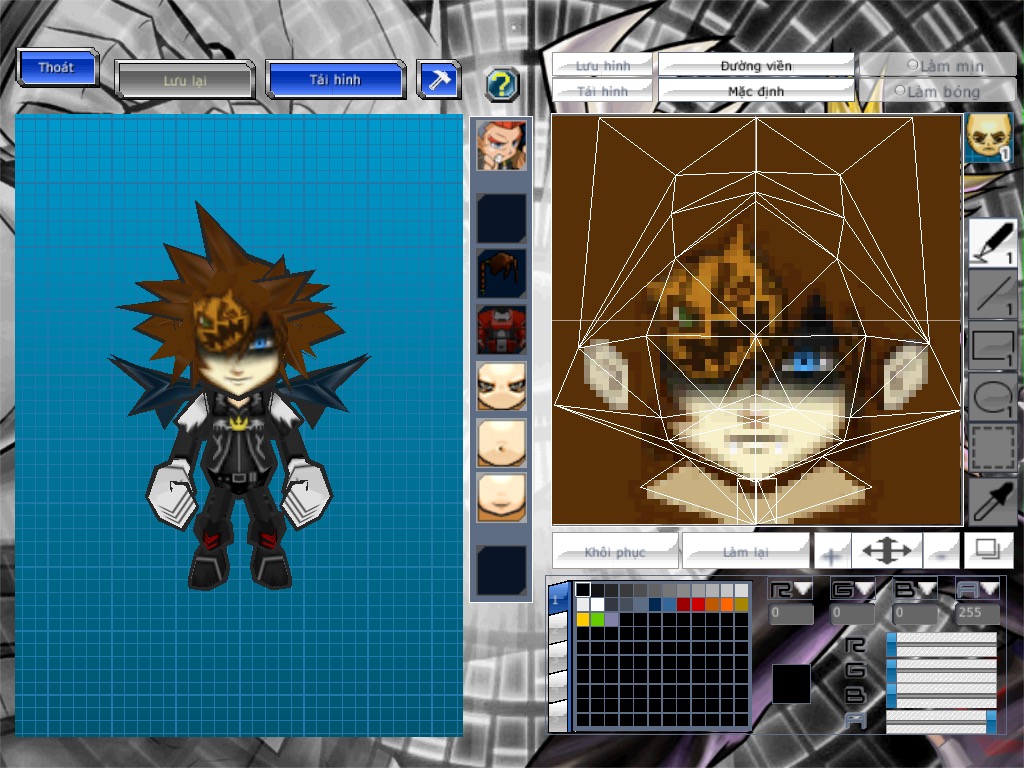 Thoát
Lưu lại
Tải hình
?
Lưu hình
Đường viền
Làm mịn
Tải hình
Mặc định
Làm bóng
1
1
1
1
1
Khôi phục
Làm lại
+
-
1
R G B A
0 0 0 255
R
G
B
A